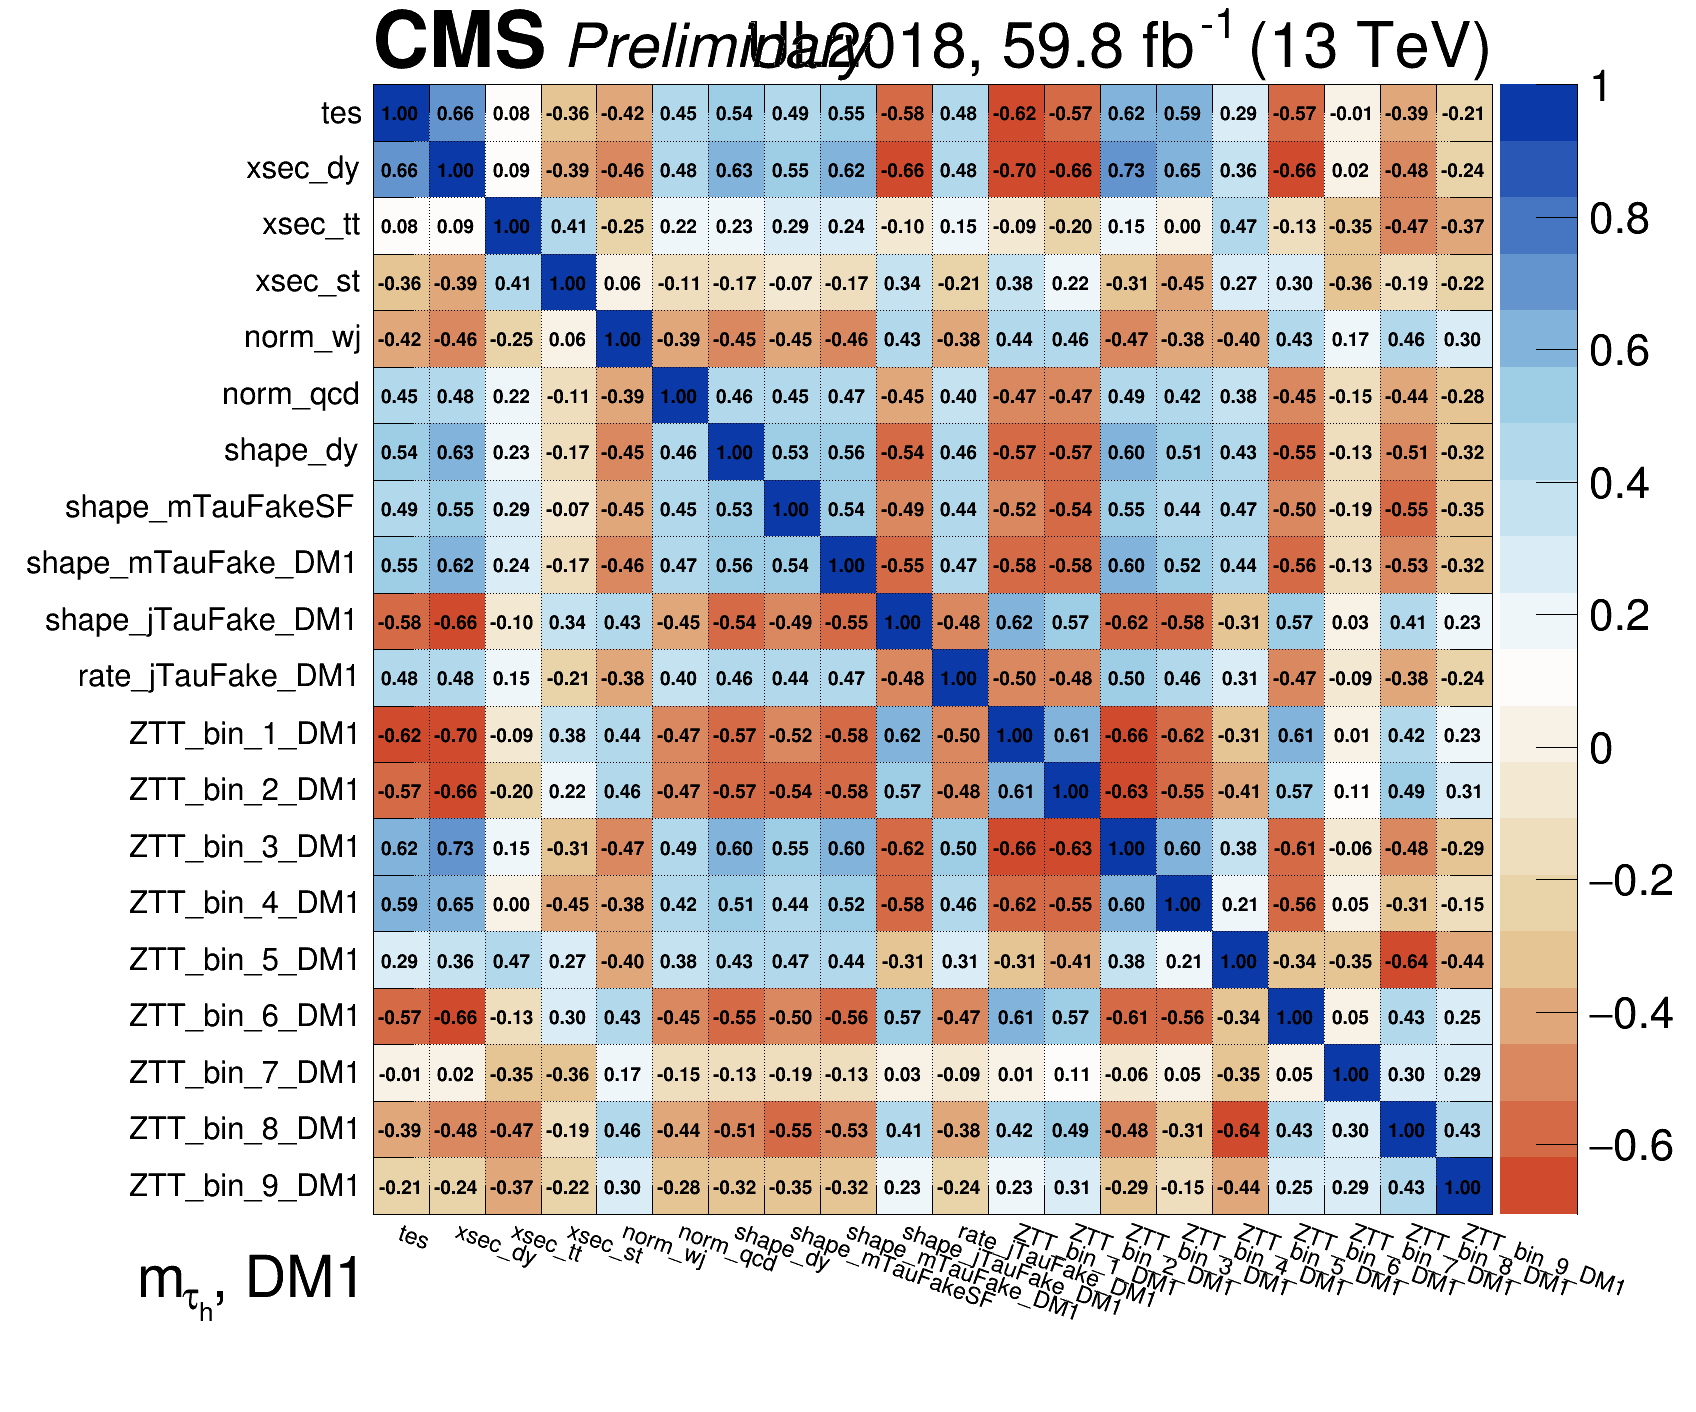 CMS Preliminary UL2018, 59.8 fb-1 (13 TeV)
tes 1.00 0.66 0.08 -0.36 -0.42 0.45 0.54 0.49 0.55 -0.58 0.48 -0.62 -0.57 0.62 0.59 0.29 -0.57 -0.01 -0.39 -0.21
xsec_dy 0.66 1.00 0.09 -0.39 -0.46 0.48 0.63 0.55 0.62 -0.66 0.48 -0.70 -0.66 0.73 0.65 0.36 -0.66 0.02 -0.48 -0.24
xsec_tt 0.08 0.09 1.00 0.41 -0.25 0.22 0.23 0.29 0.24 -0.10 0.15 -0.09 -0.20 0.15 0.00 0.47 -0.13 -0.35 -0.47 -0.37
xsec_st -0.36 -0.39 0.41 1.00 0.06 -0.11 -0.17 -0.07 -0.17 0.34 -0.21 0.38 0.22 -0.31 -0.45 0.27 0.30 -0.36 -0.19 -0.22
norm_wj -0.42 -0.46 -0.25 0.06 1.00 -0.39 -0.45 -0.45 -0.46 0.43 -0.38 0.44 0.46 -0.47 -0.38 -0.40 0.43 0.17 0.46 0.30
norm_qcd 0.45 0.48 0.22 -0.11 -0.39 1.00 0.46 0.45 0.47 -0.45 0.40 -0.47 -0.47 0.49 0.42 0.38 -0.45 -0.15 -0.44 -0.28
shape_dy 0.54 0.63 0.23 -0.17 -0.45 0.46 1.00 0.53 0.56 -0.54 0.46 -0.57 -0.57 0.60 0.51 0.43 -0.55 -0.13 -0.51 -0.32
shape_mTauFakeSF 0.49 0.55 0.29 -0.07 -0.45 0.45 0.53 1.00 0.54 -0.49 0.44 -0.52 -0.54 0.55 0.44 0.47 -0.50 -0.19 -0.55 -0.35
shape_mTauFake_DM1 0.55 0.62 0.24 -0.17 -0.46 0.47 0.56 0.54 1.00 -0.55 0.47 -0.58 -0.58 0.60 0.52 0.44 -0.56 -0.13 -0.53 -0.32
shape_jTauFake_DM1 -0.58 -0.66 -0.10 0.34 0.43 -0.45 -0.54 -0.49 -0.55 1.00 -0.48 0.62 0.57 -0.62 -0.58 -0.31 0.57 0.03 0.41 0.23
rate_jTauFake_DM1 0.48 0.48 0.15 -0.21 -0.38 0.40 0.46 0.44 0.47 -0.48 1.00 -0.50 -0.48 0.50 0.46 0.31 -0.47 -0.09 -0.38 -0.24
ZTT_bin_1_DM1 -0.62 -0.70 -0.09 0.38 0.44 -0.47 -0.57 -0.52 -0.58 0.62 -0.50 1.00 0.61 -0.66 -0.62 -0.31 0.61 0.01 0.42 0.23
ZTT_bin_2_DM1 -0.57 -0.66 -0.20 0.22 0.46 -0.47 -0.57 -0.54 -0.58 0.57 -0.48 0.61 1.00 -0.63 -0.55 -0.41 0.57 0.11 0.49 0.31
ZTT_bin_3_DM1 0.62 0.73 0.15 -0.31 -0.47 0.49 0.60 0.55 0.60 -0.62 0.50 -0.66 -0.63 1.00 0.60 0.38 -0.61 -0.06 -0.48 -0.29
ZTT_bin_4_DM1 0.59 0.65 0.00 -0.45 -0.38 0.42 0.51 0.44 0.52 -0.58 0.46 -0.62 -0.55 0.60 1.00 0.21 -0.56 0.05 -0.31 -0.15
ZTT_bin_5_DM1 0.29 0.36 0.47 0.27 -0.40 0.38 0.43 0.47 0.44 -0.31 0.31 -0.31 -0.41 0.38 0.21 1.00 -0.34 -0.35 -0.64 -0.44
ZTT_bin_6_DM1 -0.57 -0.66 -0.13 0.30 0.43 -0.45 -0.55 -0.50 -0.56 0.57 -0.47 0.61 0.57 -0.61 -0.56 -0.34 1.00 0.05 0.43 0.25
ZTT_bin_7_DM1 -0.01 0.02 -0.35 -0.36 0.17 -0.15 -0.13 -0.19 -0.13 0.03 -0.09 0.01 0.11 -0.06 0.05 -0.35 0.05 1.00 0.30 0.29
ZTT_bin_8_DM1 -0.39 -0.48 -0.47 -0.19 0.46 -0.44 -0.51 -0.55 -0.53 0.41 -0.38 0.42 0.49 -0.48 -0.31 -0.64 0.43 0.30 1.00 0.43
ZTT_bin_9_DM1 -0.21 -0.24 -0.37 -0.22 0.30 -0.28 -0.32 -0.35 -0.32 0.23 -0.24 0.23 0.31 -0.29 -0.15 -0.44 0.25 0.29 0.43 1.00
1
0.8
0.6
0.4
0.2
0
−0.2
−0.4
−0.6
tes
xsec_dy
xsec_tt
xsec_st
norm_wj
norm_qcd
shape_dy
shape_mTauFakeSF
shape_mTauFake_DM1
shape_jTauFake_DM1
rate_jTauFake_DM1
ZTT_bin_1_DM1
ZTT_bin_2_DM1
ZTT_bin_3_DM1
ZTT_bin_4_DM1
ZTT_bin_5_DM1
ZTT_bin_6_DM1
ZTT_bin_7_DM1
ZTT_bin_8_DM1
ZTT_bin_9_DM1
mτh, DM1